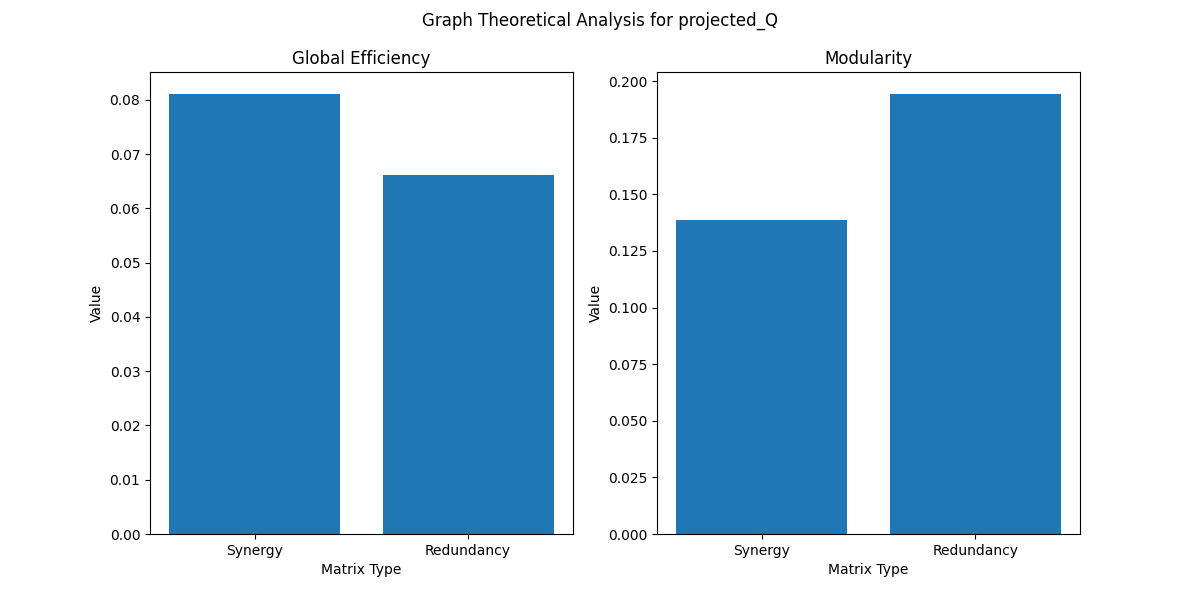 Graph Theoretical Analysis for projected_Q
Global Efficiency
0.08
0.07
0.06
0.05
0.04
0.03
0.02
0.01
0.00
Value
Synergy
Redundancy
Matrix Type
Modularity
0.200
0.175
0.150
0.125
0.100
0.075
0.050
0.025
0.000
Value
Synergy
Redundancy
Matrix Type